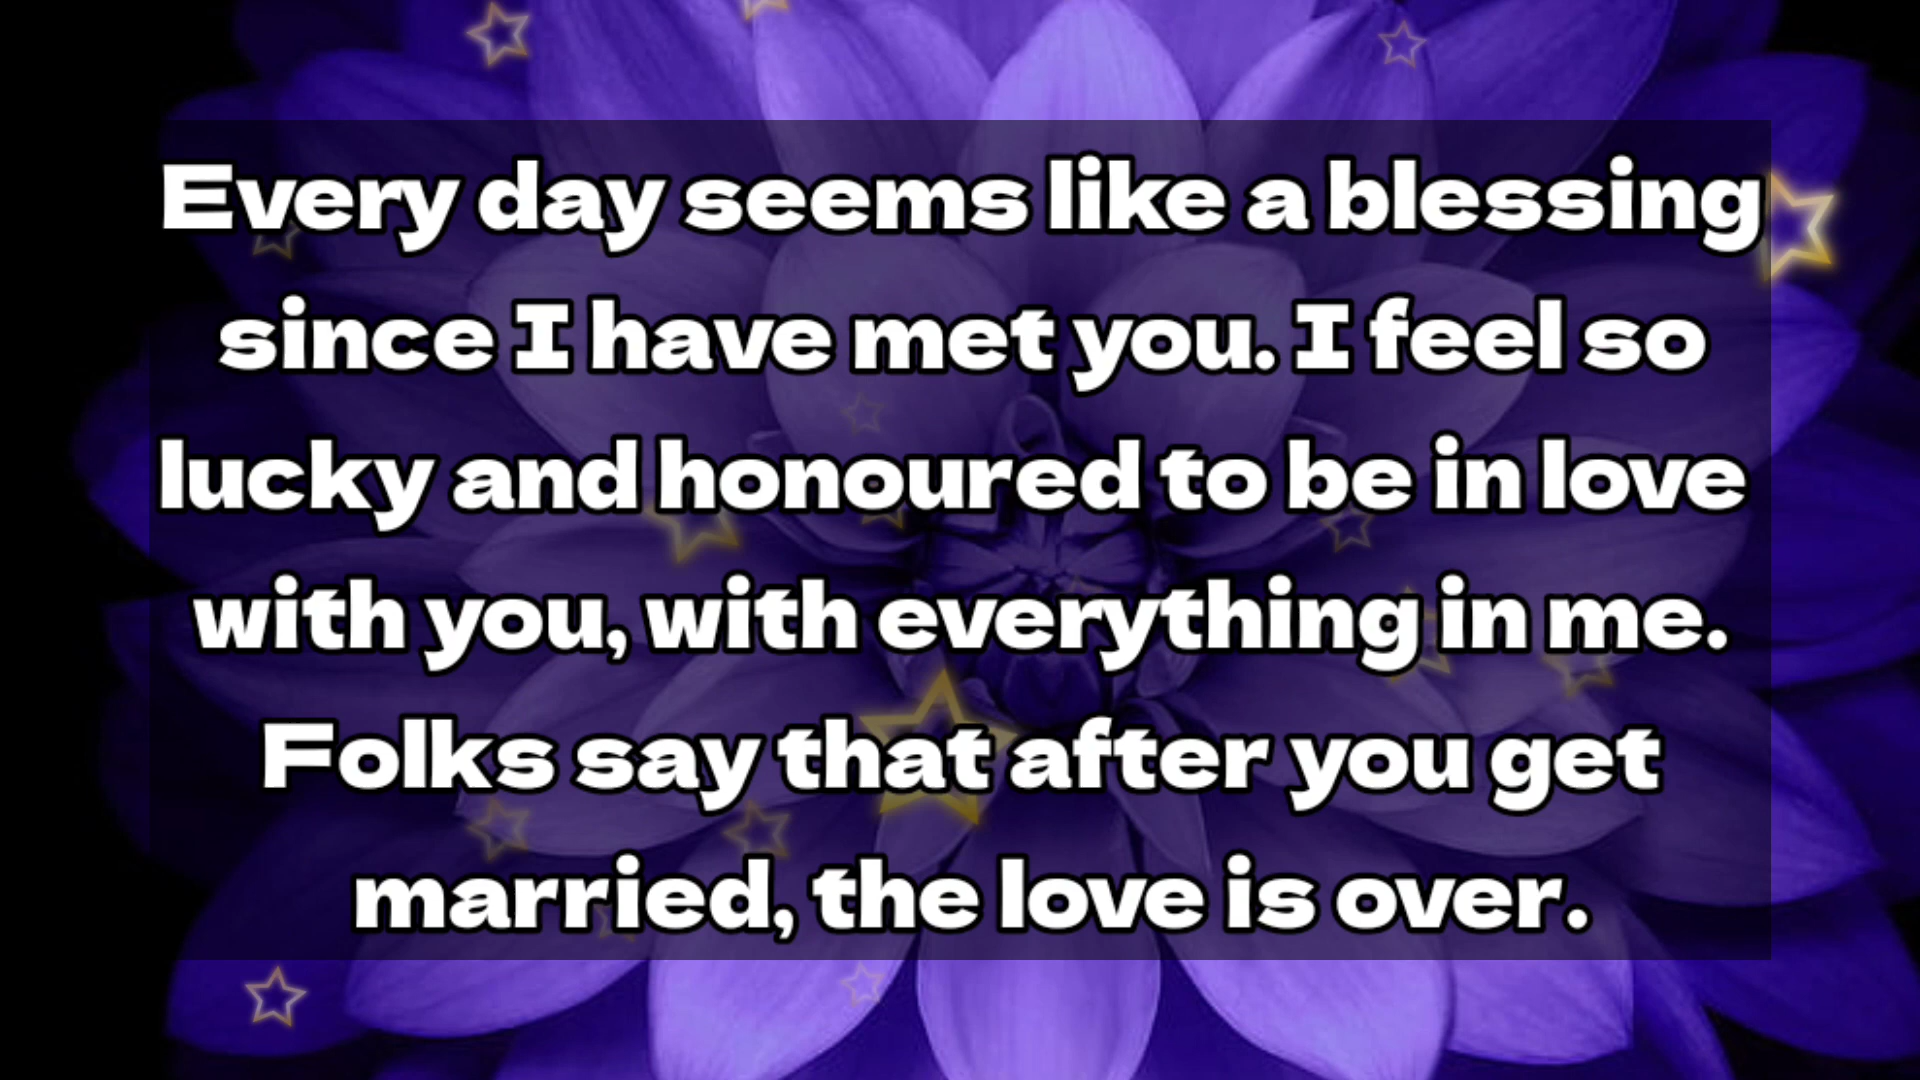 Every day seems like a blessing
since I have met you. I feel so
lucky and honoured to be in love
with you, with everything in me.
Folks say that after you get
married, the love is over.